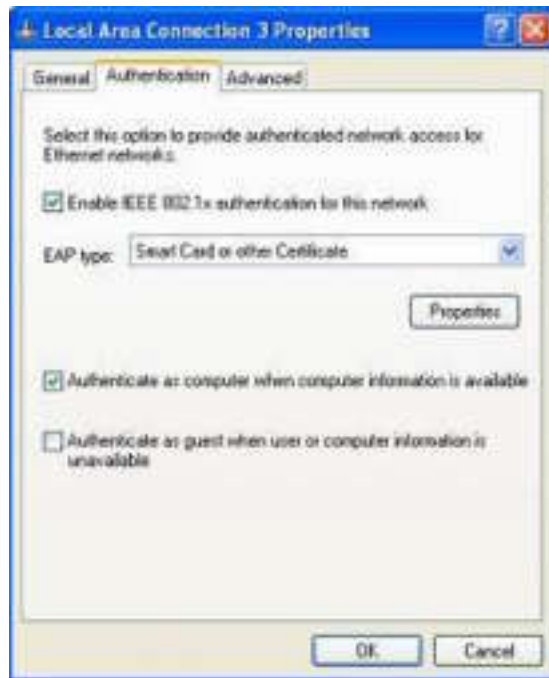 Local Area Connection 3 Properties
General Authentication Advanced
Select this option to provide authenticated network access for
Ethernet networks.
Enable IEEE 802.1x authentication for this network
EAP type: Smart Card or other Certificate
Properties
Authenticate as computer when computer information is available
Authenticate as guest when user or computer information is
unavailable
OK Cancel